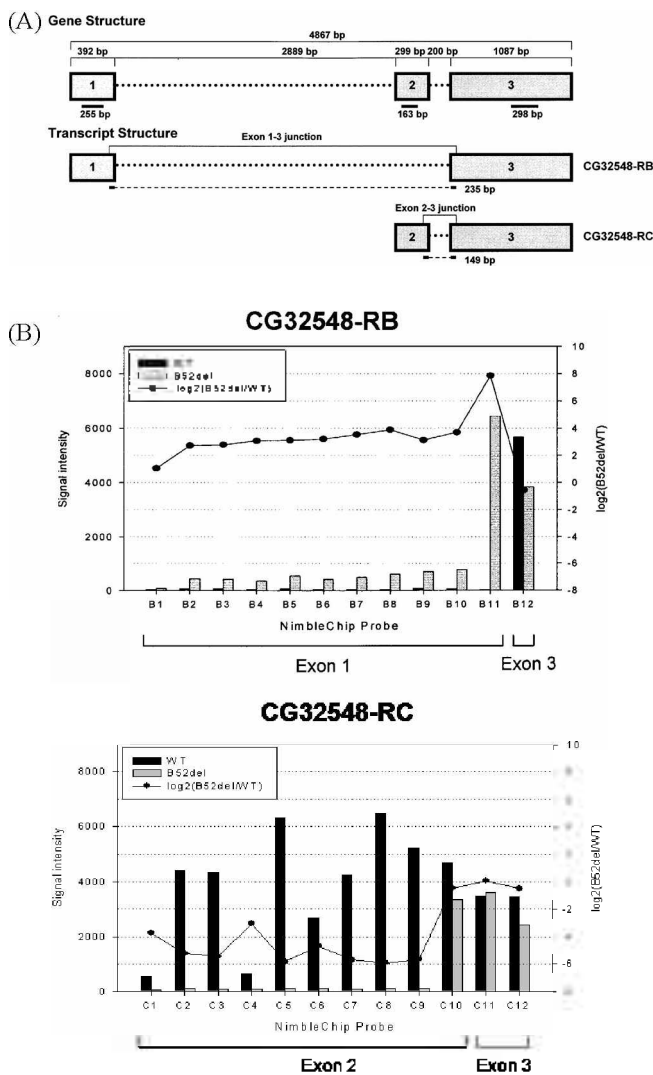 (A)
Gene Structure
4867 bp
392 bp 2889 bp 299 bp 200 bp 1087 bp
1 2 3
255 bp 163 bp 298 bp
Transcript Structure
Exon 1-3 junction
1 3 CG32548-RB
235 bp
Exon 2-3 junction
2 3 CG32548-RC
149 bp
(B)
CG32548-RB
B52del
log2(B52del/WT)
Signal intensity
8000
6000
4000
2000
0
10
8
6
4
2
0
-2
-4
-6
-8
log2(B52del/WT)
B1 B2 B3 B4 B5 B6 B7 B8 B9 B10 B11 B12
NimbleChip Probe
Exon 1 Exon 3
CG32548-RC
WT
B52del
log2(B52del/WT)
Signal intensity
8000
6000
4000
2000
0
10
-2
-6
log2(B52del/WT)
C1 C2 C3 C4 C5 C6 C7 C8 C9 C10 C11 C12
NimbleChip Probe
Exon 2 Exon 3